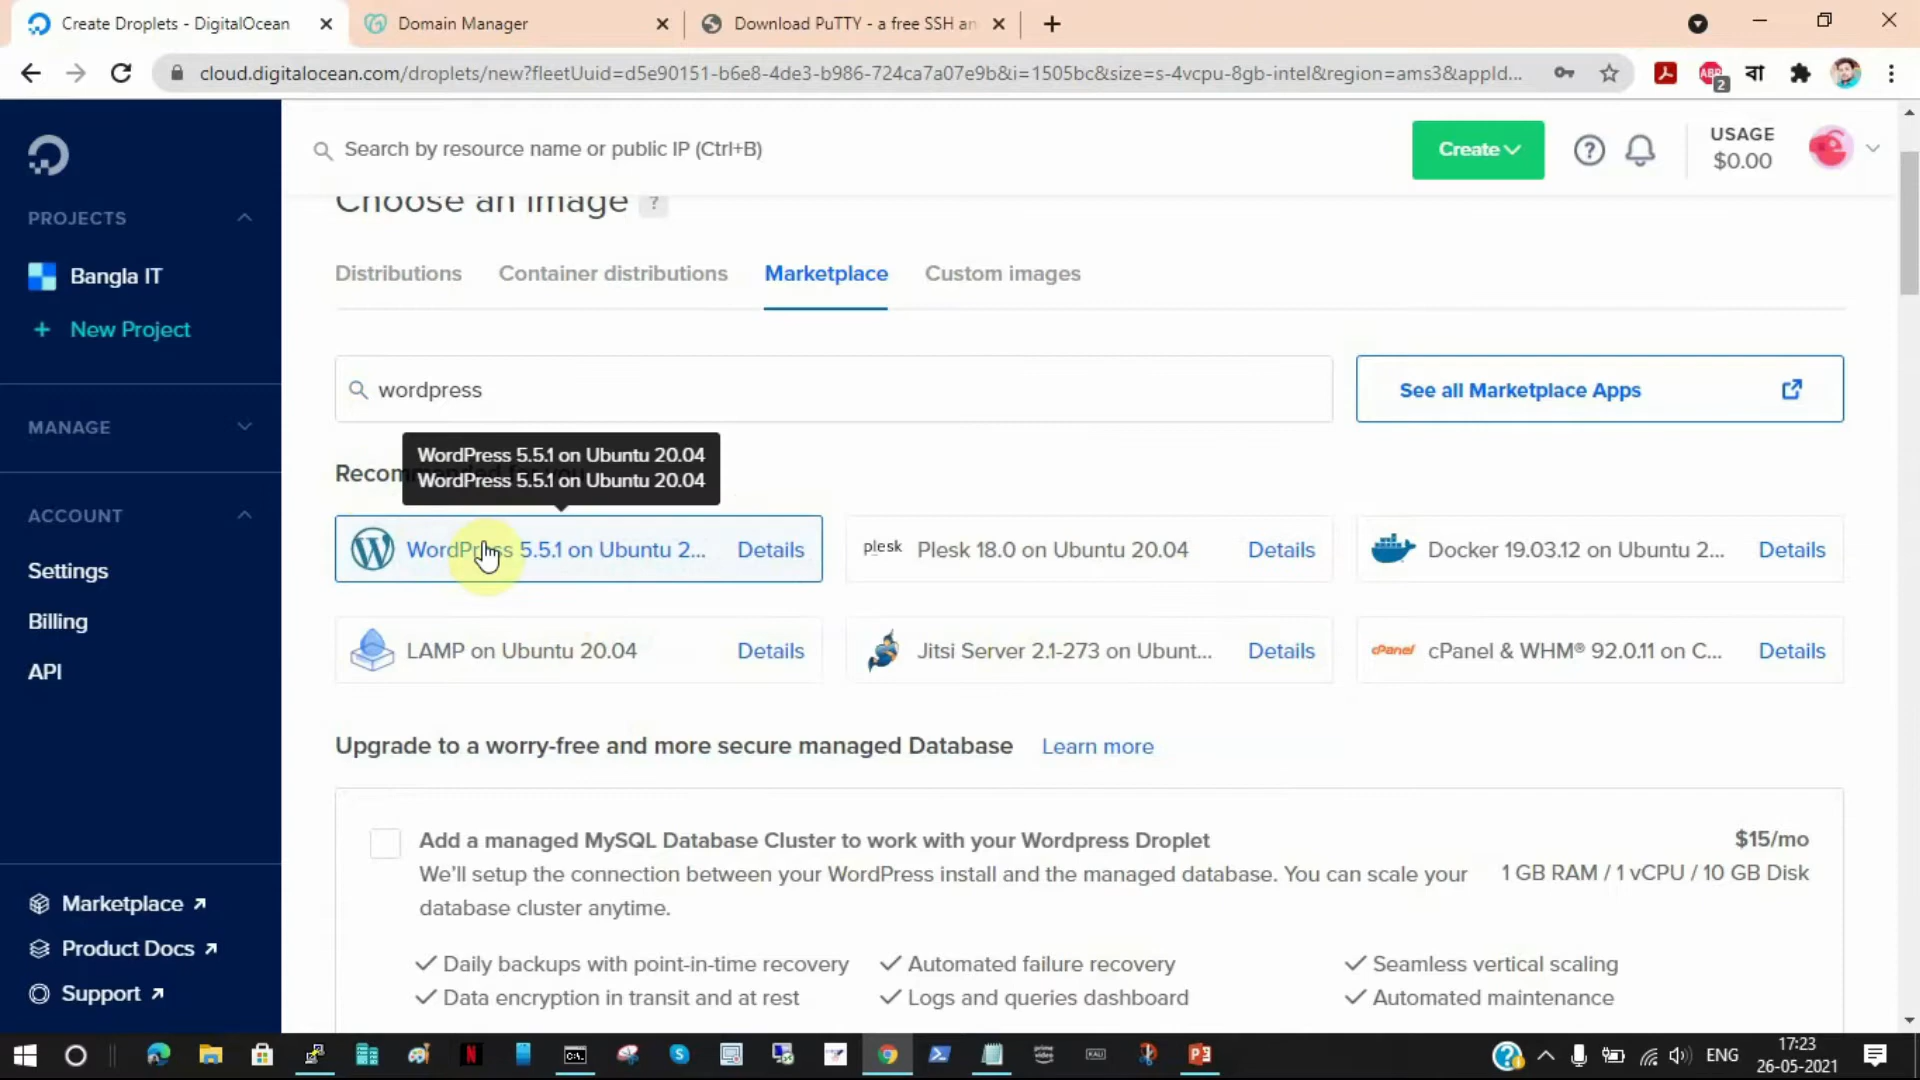 Create Droplets - DigitalOcean
Domain Manager
Download PuTTY - a free SSH an
cloud.digitalocean.com/droplets/new?fleetUuid=d5e90151-b6e8-4de3-b986-724ca7a07e9b&i=1505bc&size=s-4vcpu-8gb-intel&region=ams3&appId...
ABP
2
বা
Search by resource name or public IP (Ctrl+B)
Create
?
USAGE
$0.00
PROJECTS
Bangla IT
+ New Project
MANAGE
ACCOUNT
Settings
Billing
API
Marketplace
Product Docs
Support
Choose an image ?
Distributions
Container distributions
Marketplace
Custom images
wordpress
See all Marketplace Apps
WordPress 5.5.1 on Ubuntu 20.04
WordPress 5.5.1 on Ubuntu 20.04
WordPress 5.5.1 on Ubuntu 2... Details
plesk Plesk 18.0 on Ubuntu 20.04 Details
Docker 19.03.12 on Ubuntu 2... Details
LAMP on Ubuntu 20.04 Details
Jitsi Server 2.1-273 on Ubunt... Details
cPanel cPanel & WHM® 92.0.11 on C... Details
Upgrade to a worry-free and more secure managed Database Learn more
Add a managed MySQL Database Cluster to work with your Wordpress Droplet
$15/mo
We'll setup the connection between your WordPress install and the managed database. You can scale your
database cluster anytime.
1 GB RAM / 1 vCPU / 10 GB Disk
Daily backups with point-in-time recovery
Automated failure recovery
Seamless vertical scaling
Data encryption in transit and at rest
Logs and queries dashboard
Automated maintenance
ENG
17:23
26-05-2021